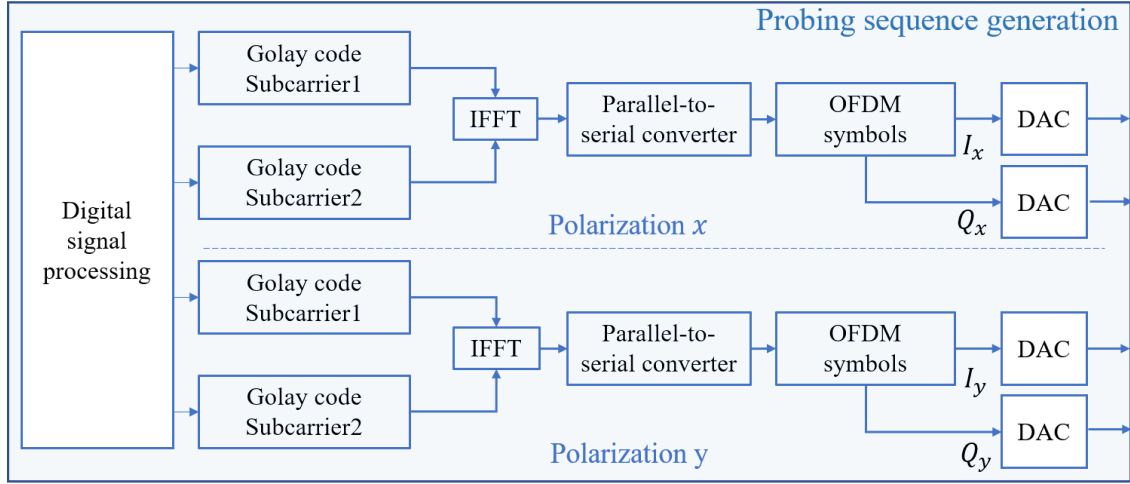 Probing sequence generation
Digital
signal
processing
Golay code
Subcarrier1
Golay code
Subcarrier2
IFFT
Parallel-to-
serial converter
OFDM
symbols
I_x
DAC
Q_x
DAC
Polarization x
Golay code
Subcarrier1
Golay code
Subcarrier2
IFFT
Parallel-to-
serial converter
OFDM
symbols
I_y
DAC
Q_y
DAC
Polarization y